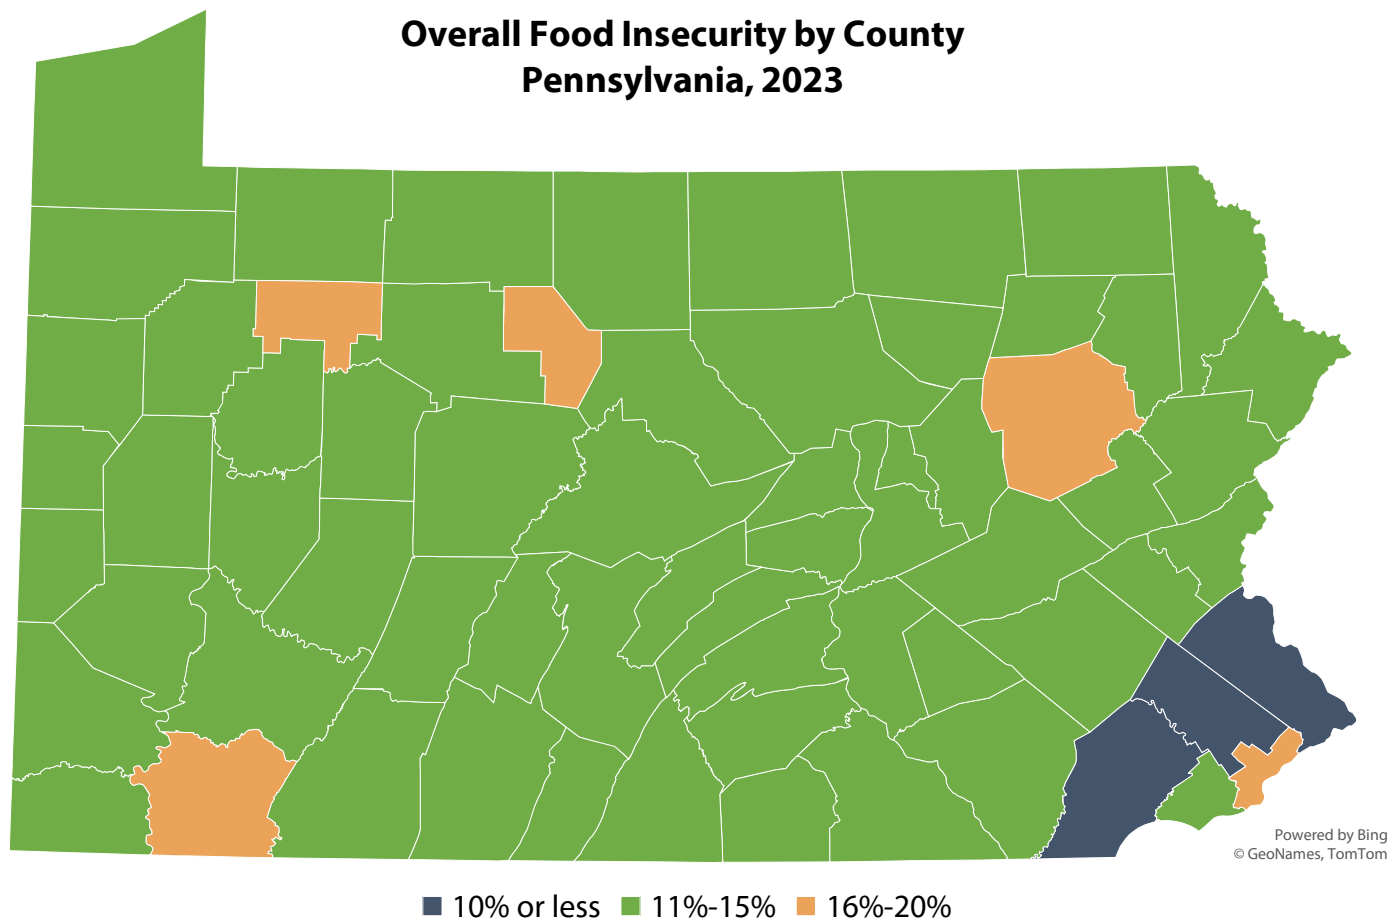 Overall Food Insecurity by County
Pennsylvania, 2023
Powered by Bing
© GeoNames, TomTom
10% or less 11%-15% 16%-20%